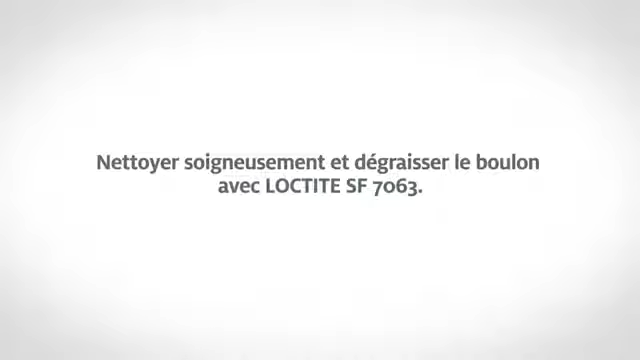 Nettoyer soigneusement et dégraisser le boulon
avec LOCTITE SF 7063.